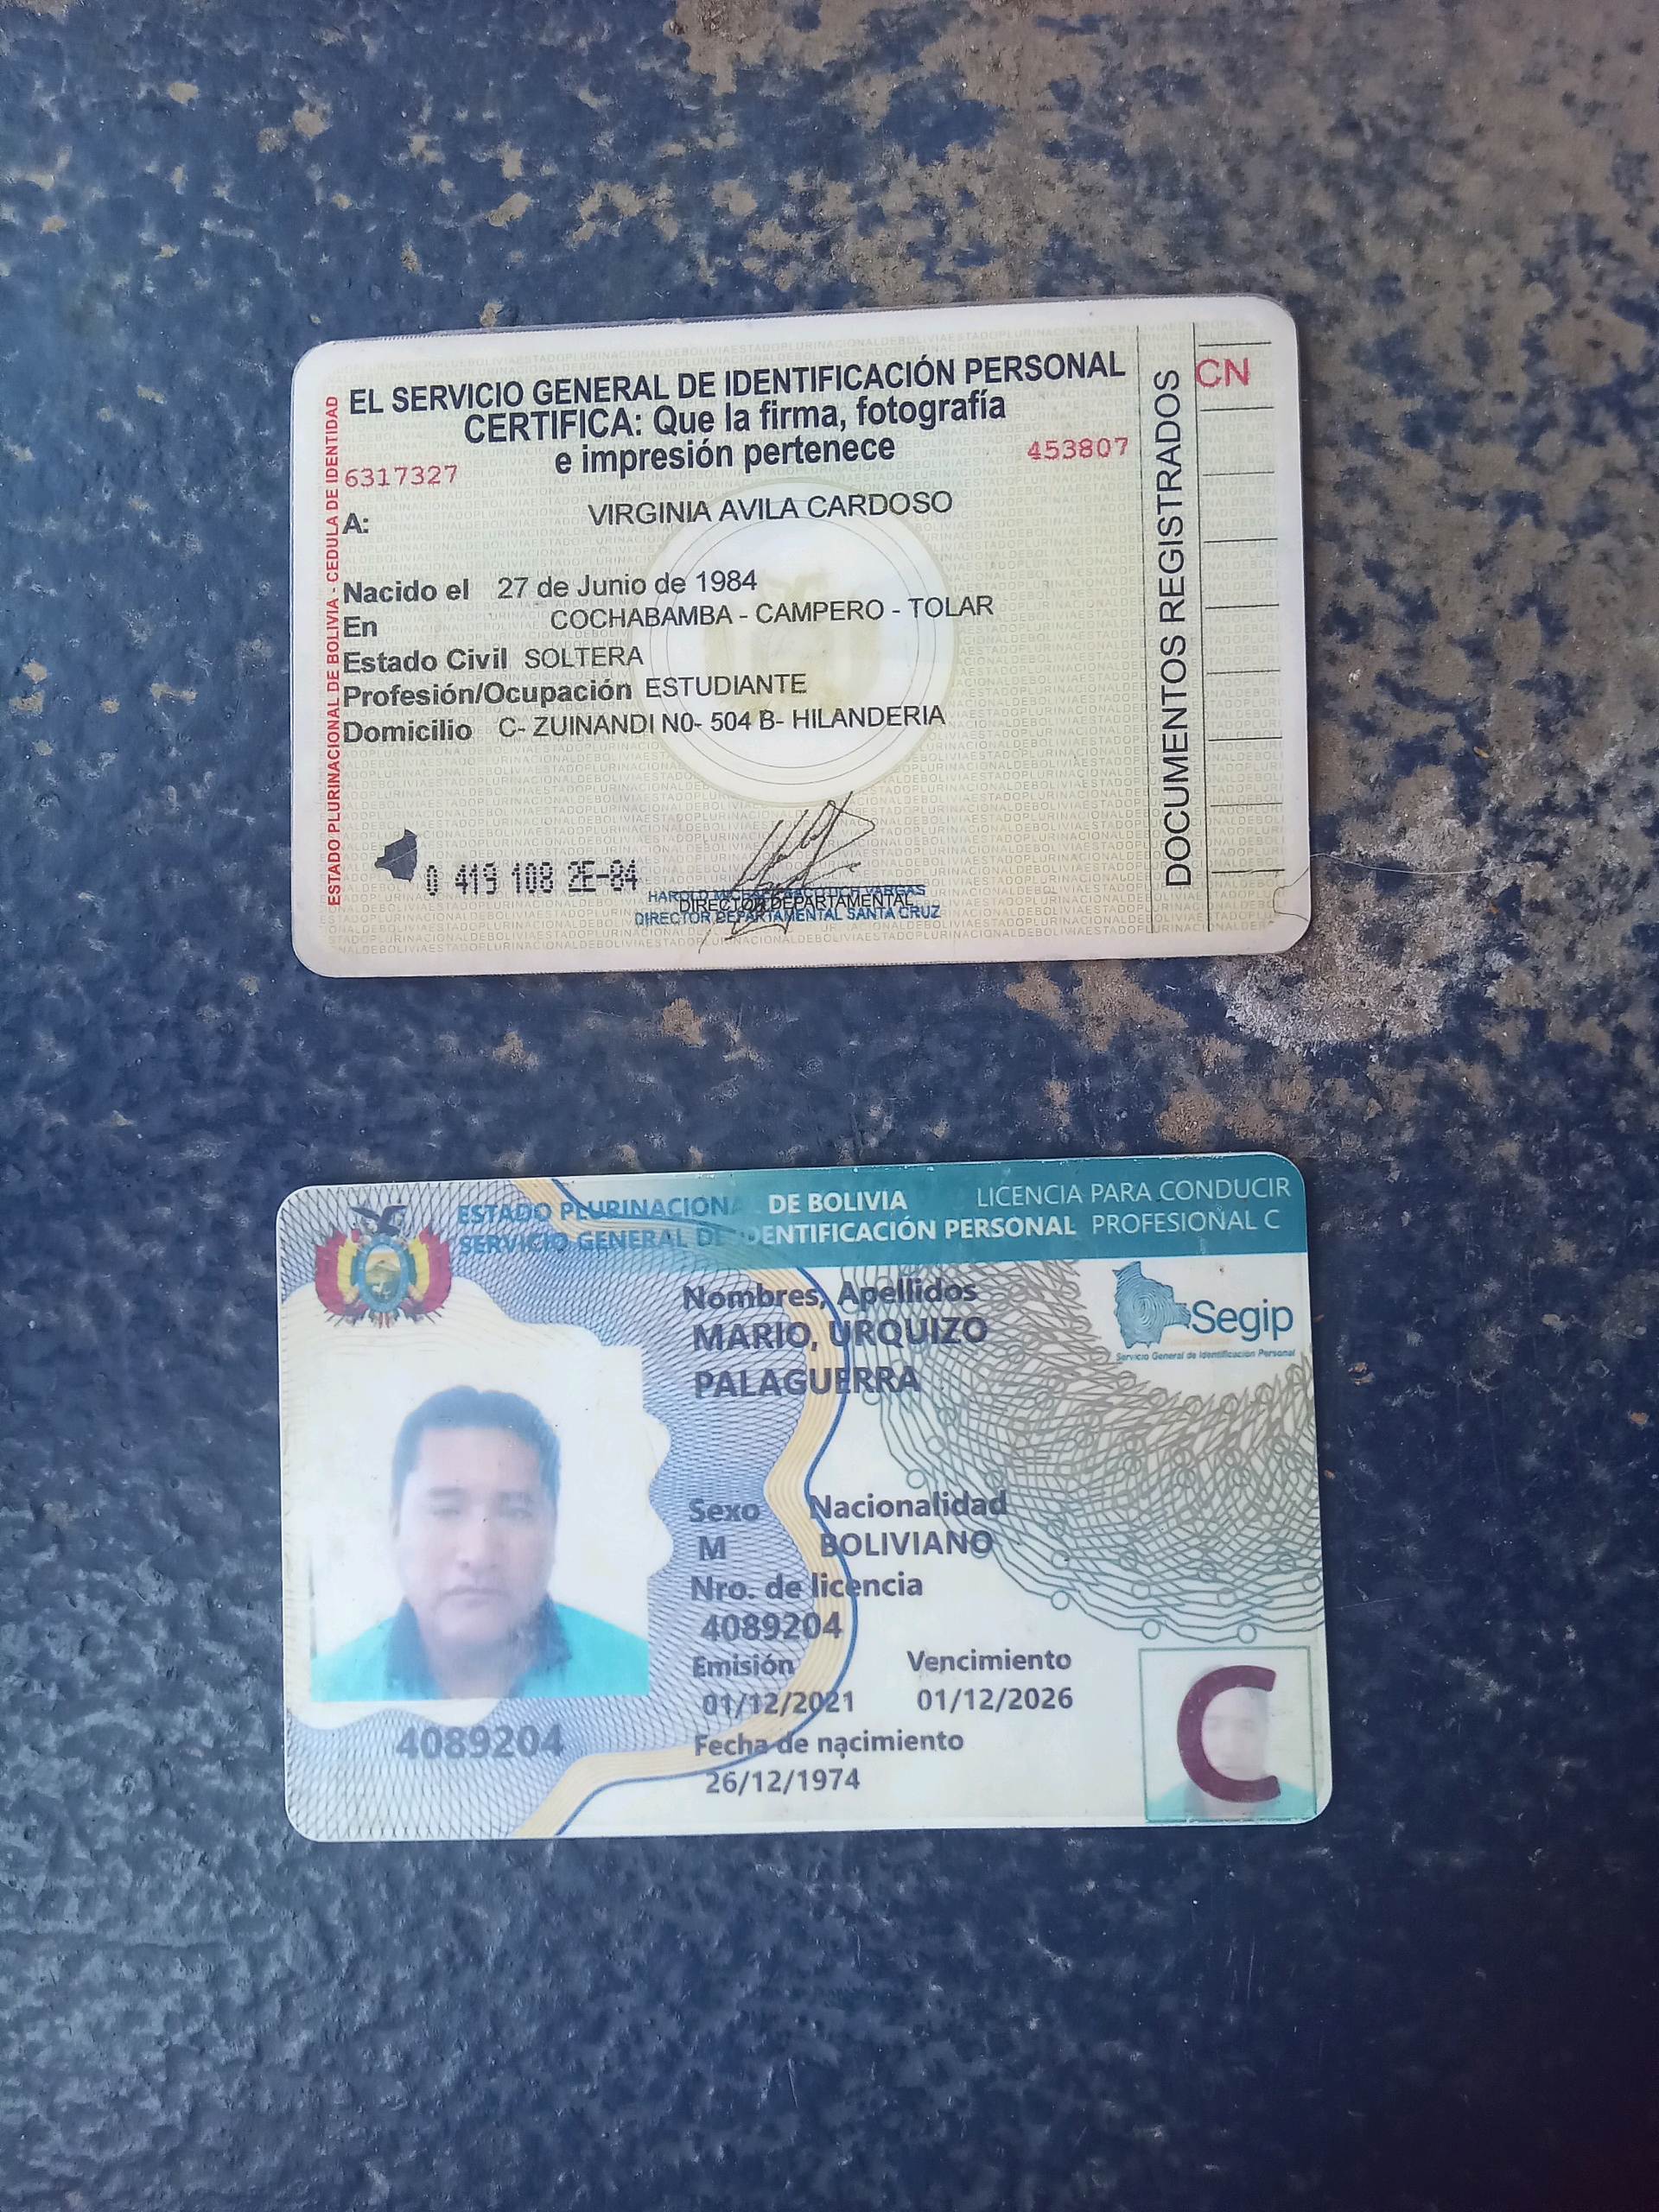 EL SERVICIO GENERAL DE IDENTIFICACIÓN PERSONAL
CERTIFICA: Que la firma, fotografía
e impresión pertenece
6317327
453807
A: VIRGINIA AVILA CARDOSO
Nacido el 27 de Junio de 1984
En COCHABAMBA - CAMPERO - TOLAR
Estado Civil SOLTERA
Profesión/Ocupación ESTUDIANTE
Domicilio C- ZUINANDI N0- 504 B- HILANDERIA
0 419 108 2E-84
DIRECTOR DEPARTAMENTAL
DIRECTOR DEPARTAMENTAL SANTA CRUZ
ESTADO PLURINACIONAL DE BOLIVIA - CEDULA DE IDENTIDAD
DOCUMENTOS REGISTRADOS
CN
ESTADO PLURINACIONAL DE BOLIVIA LICENCIA PARA CONDUCIR
SERVICIO GENERAL DE IDENTIFICACIÓN PERSONAL PROFESIONAL C
Segip
Servicio General de Identificación Personal
Nombres, Apellidos
MARIO, URQUIZO
PALAGUERRA
Sexo Nacionalidad
M BOLIVIANO
Nro. de licencia
4089204
Emisión Vencimiento
01/12/2021 01/12/2026
Fecha de nacimiento
26/12/1974
4089204
C